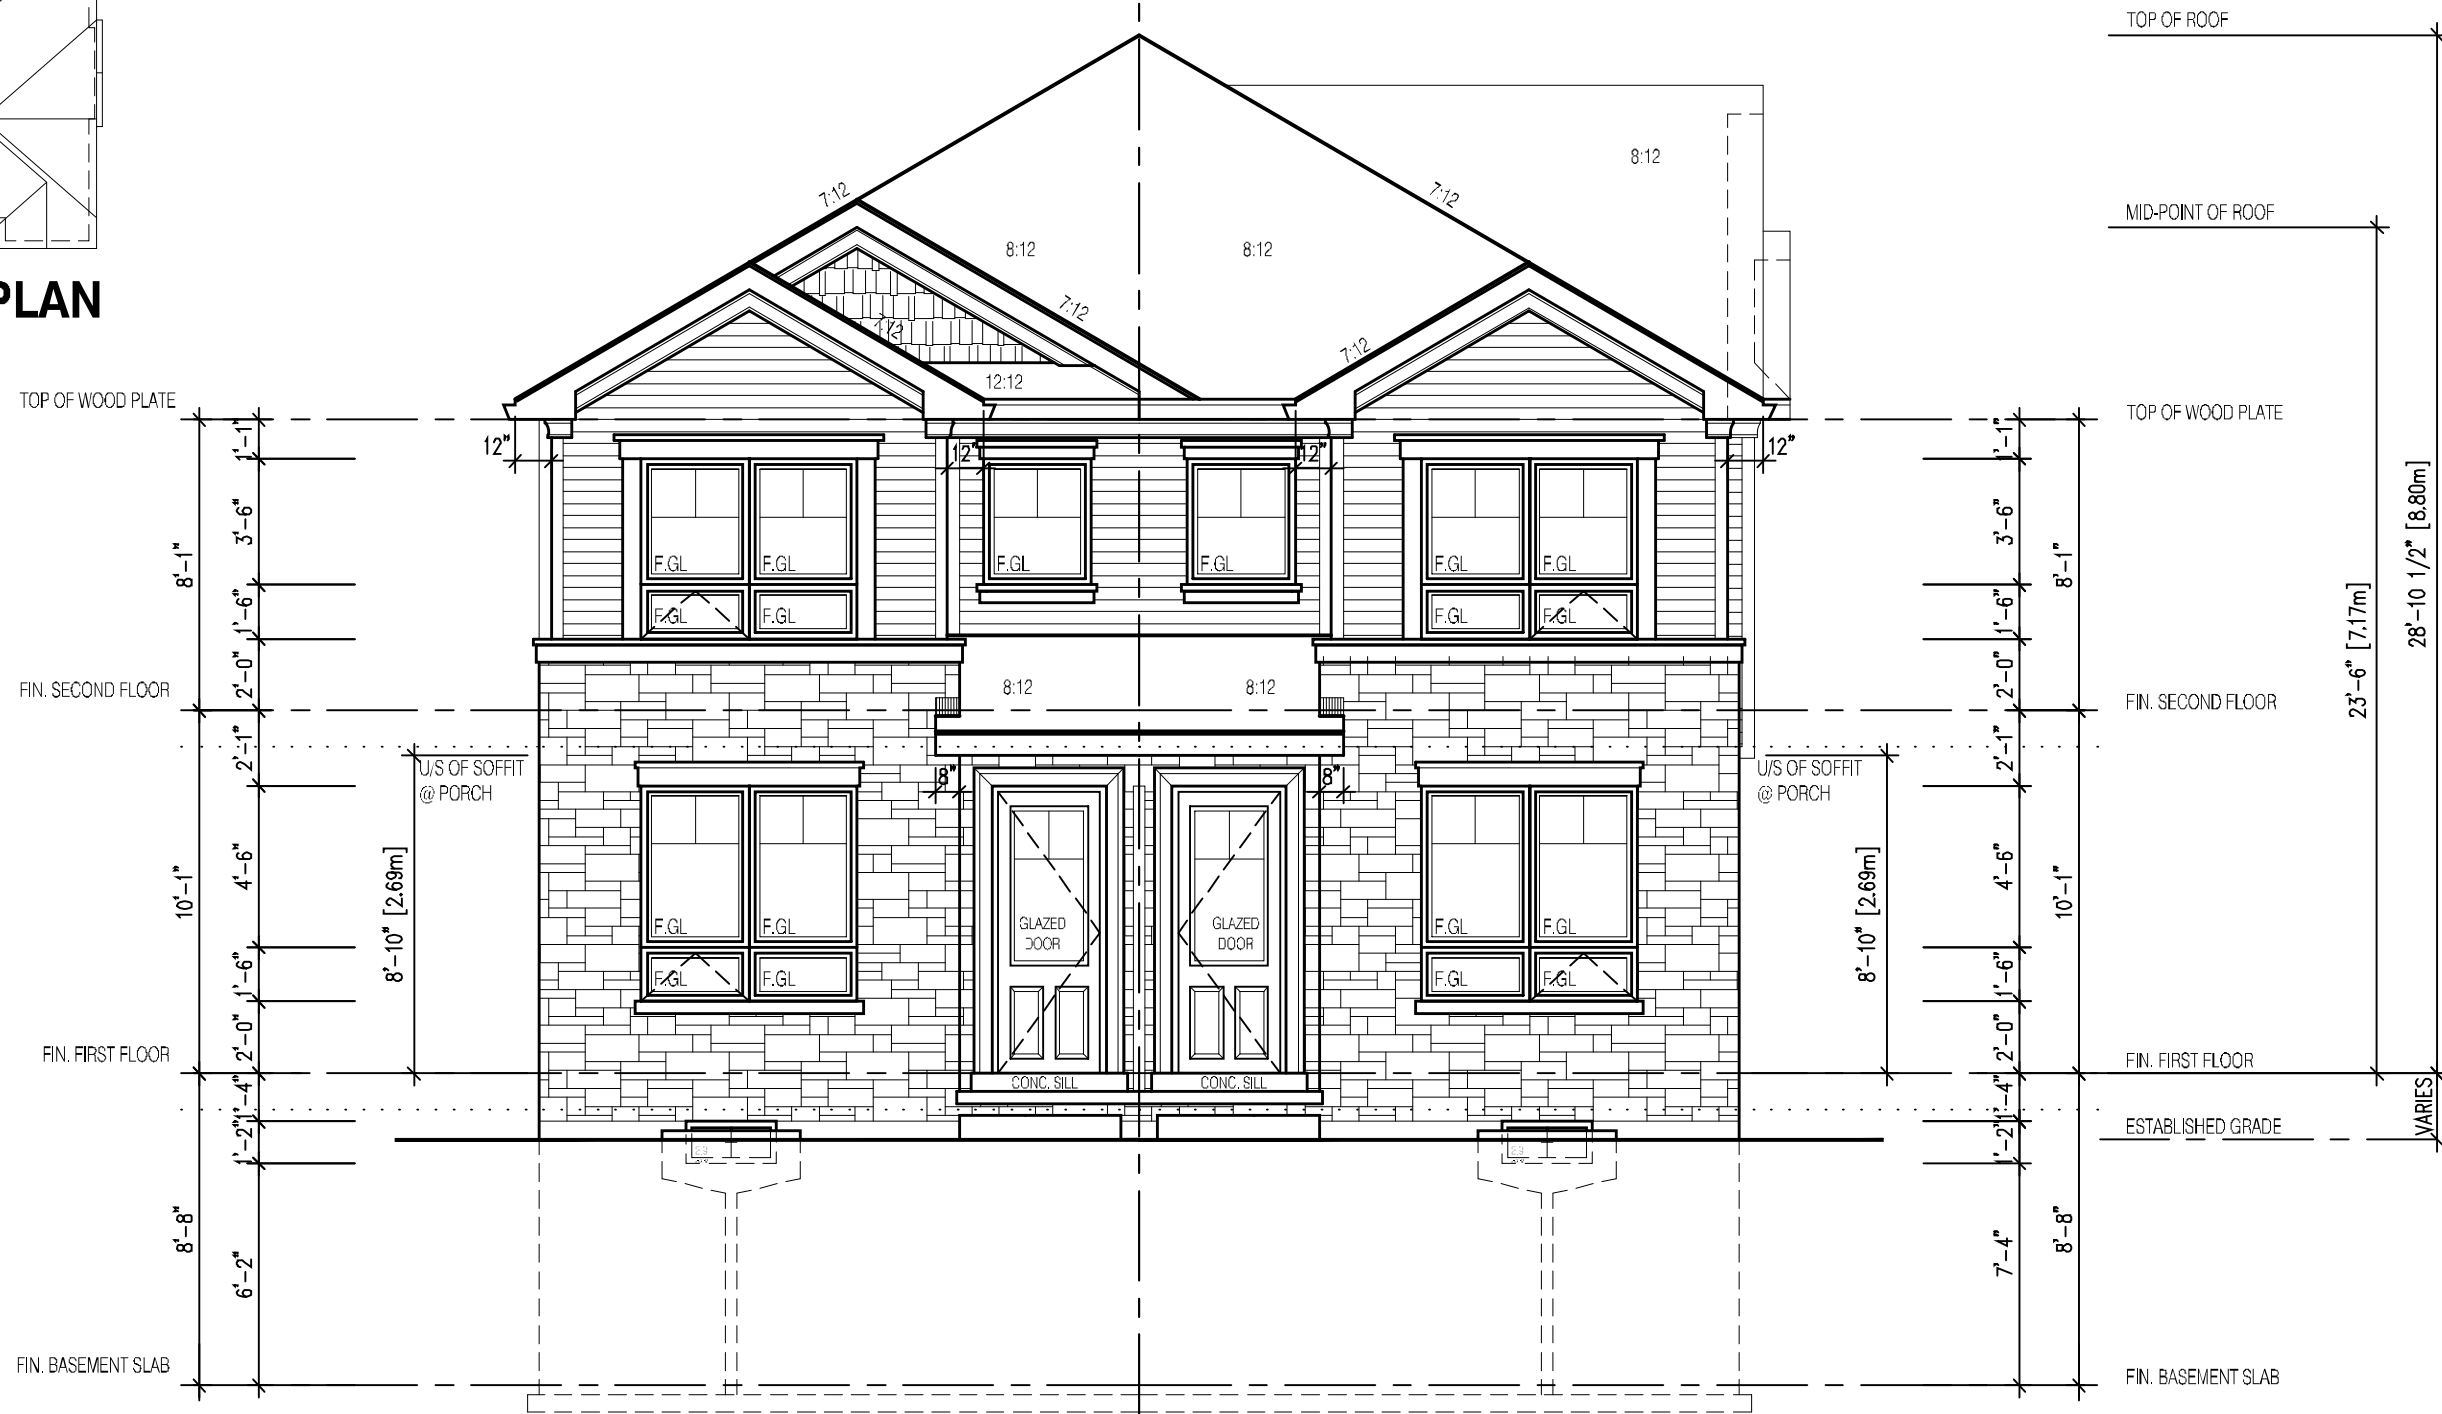 TOP OF ROOF
8:12
7:12
7:12
MID-POINT OF ROOF
8:12
8:12
PLAN
7:12
7:12
7:12
12:12
TOP OF WOOD PLATE
TOP OF WOOD PLATE
1'-1"
12"
12"
12"
12"
1'-1"
3'-6"
3'-6"
28'-10 1/2" [8.80m]
8'-1"
F.GL
F.GL
F.GL
F.GL
F.GL
F.GL
8'-1"
1'-6"
F.GL
F.GL
F.GL
F.GL
1'-6"
23'-6" [7.17m]
FIN. SECOND FLOOR
2'-0"
8:12
8:12
2'-0"
FIN. SECOND FLOOR
2'-1"
2'-1"
U/S OF SOFFIT
@ PORCH
8"
8"
U/S OF SOFFIT
@ PORCH
4'-6"
4'-6"
10'-1"
8'-10" [2.69m]
8'-10" [2.69m]
10'-1"
F.GL
F.GL
GLAZED
DOOR
GLAZED
DOOR
F.GL
F.GL
1'-6"
F.GL
F.GL
F.GL
F.GL
1'-6"
2'-0"
2'-0"
FIN. FIRST FLOOR
FIN. FIRST FLOOR
CONC. SILL
CONC. SILL
1'-4"
1'-4"
VARIES
ESTABLISHED GRADE
1'-2"
1'-2"
8'-8"
6'-2"
7'-4"
8'-8"
FIN. BASEMENT SLAB
FIN. BASEMENT SLAB